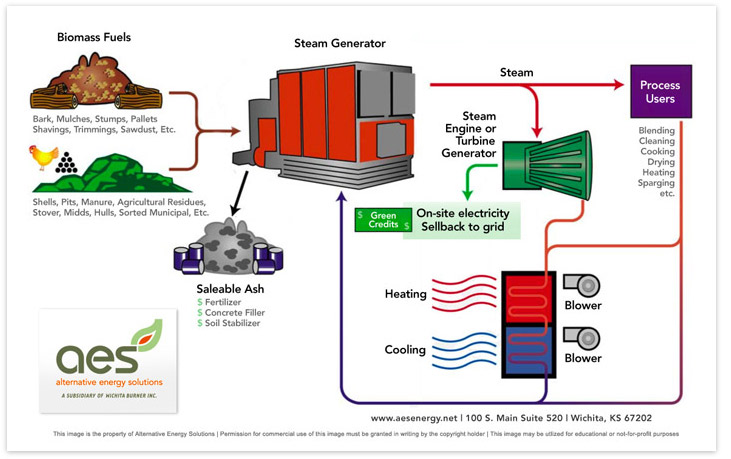 Biomass Fuels
Bark, Mulches, Stumps, Pallets
Shavings, Trimmings, Sawdust, Etc.
Shells, Pits, Manure, Agricultural Residues,
Stover, Midds, Hulls, Sorted Municipal, Etc.
Steam Generator
Steam
Process
Users
Blending
Cleaning
Cooking
Drying
Heating
Sparging
etc.
Steam
Engine or
Turbine
Generator
$ Green
Credits $
On-site electricity
Sellback to grid
Saleable Ash
$ Fertilizer
$ Concrete Filler
$ Soil Stabilizer
Heating
Blower
Cooling
Blower
aes
alternative energy solutions
A SUBSIDIARY OF WICHITA BURNER INC.
www.aesenergy.net | 100 S. Main Suite 520 | Wichita, KS 67202
This image is the property of Alternative Energy Solutions | Permission for commercial use of this image must be granted in writing by the copyright holder | This image may be utilized for educational or not-for-profit purposes